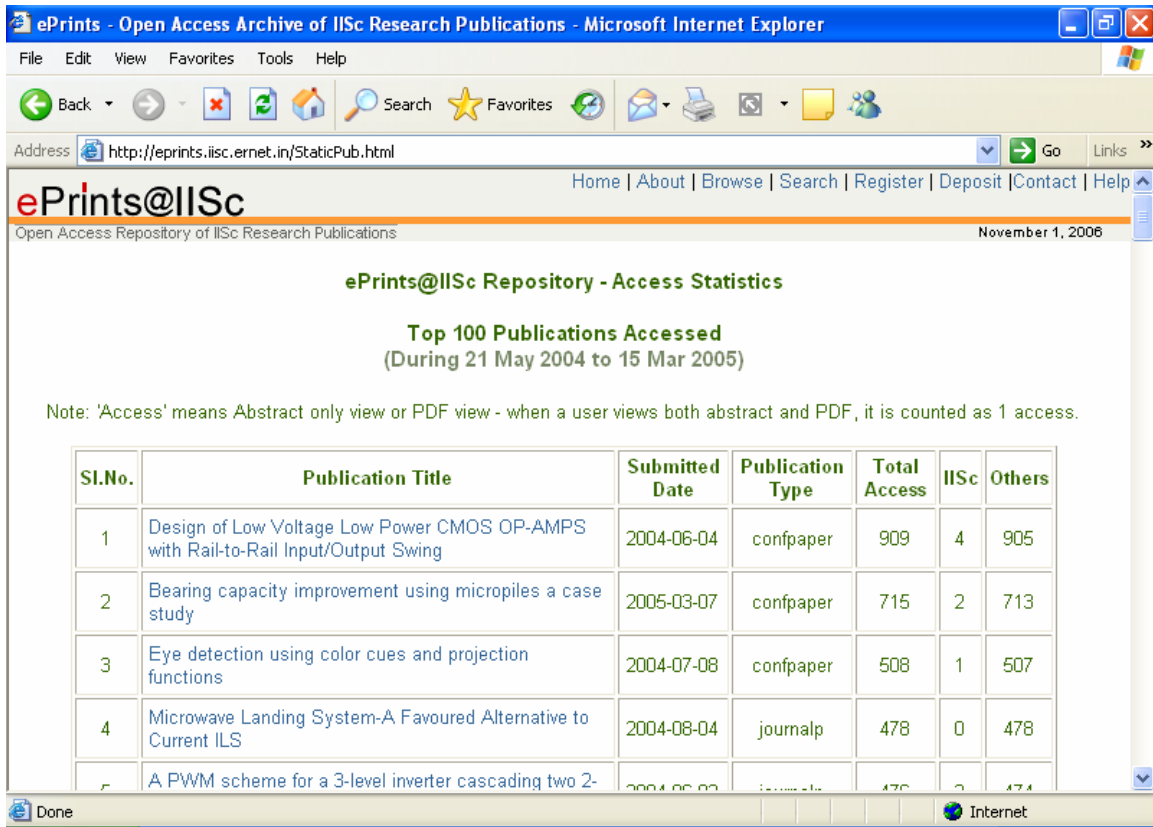 ePrints - Open Access Archive of IISc Research Publications - Microsoft Internet Explorer
File Edit View Favorites Tools Help
Back Search Favorites
Address http://eprints.iisc.ernet.in/StaticPub.html Go Links »
Home | About | Browse | Search | Register | Deposit |Contact | Help
ePrints@IISc
Open Access Repository of IISc Research Publications November 1, 2006
ePrints@IISc Repository - Access Statistics
Top 100 Publications Accessed
(During 21 May 2004 to 15 Mar 2005)
Note: 'Access' means Abstract only view or PDF view - when a user views both abstract and PDF, it is counted as 1 access.
Sl.No. Publication Title Submitted Date Publication Type Total Access IISc Others
1 Design of Low Voltage Low Power CMOS OP-AMPS with Rail-to-Rail Input/Output Swing 2004-06-04 confpaper 909 4 905
2 Bearing capacity improvement using micropiles a case study 2005-03-07 confpaper 715 2 713
3 Eye detection using color cues and projection functions 2004-07-08 confpaper 508 1 507
4 Microwave Landing System-A Favoured Alternative to Current ILS 2004-08-04 journalp 478 0 478
A PWM scheme for a 3-level inverter cascading two 2-
Done Internet